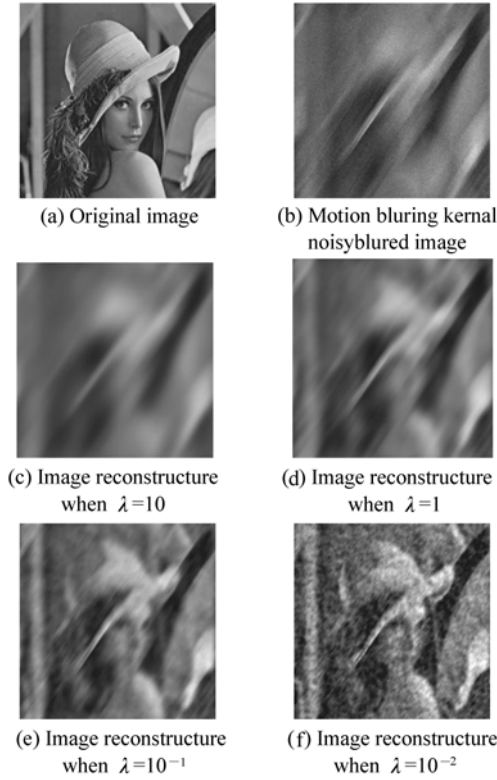 (a) Original image
(b) Motion bluring kernal
noisyblured image
(c) Image reconstructure
when λ=10
(d) Image reconstructure
when λ=1
(e) Image reconstructure
when λ=10⁻¹
(f) Image reconstructure
when λ=10⁻²